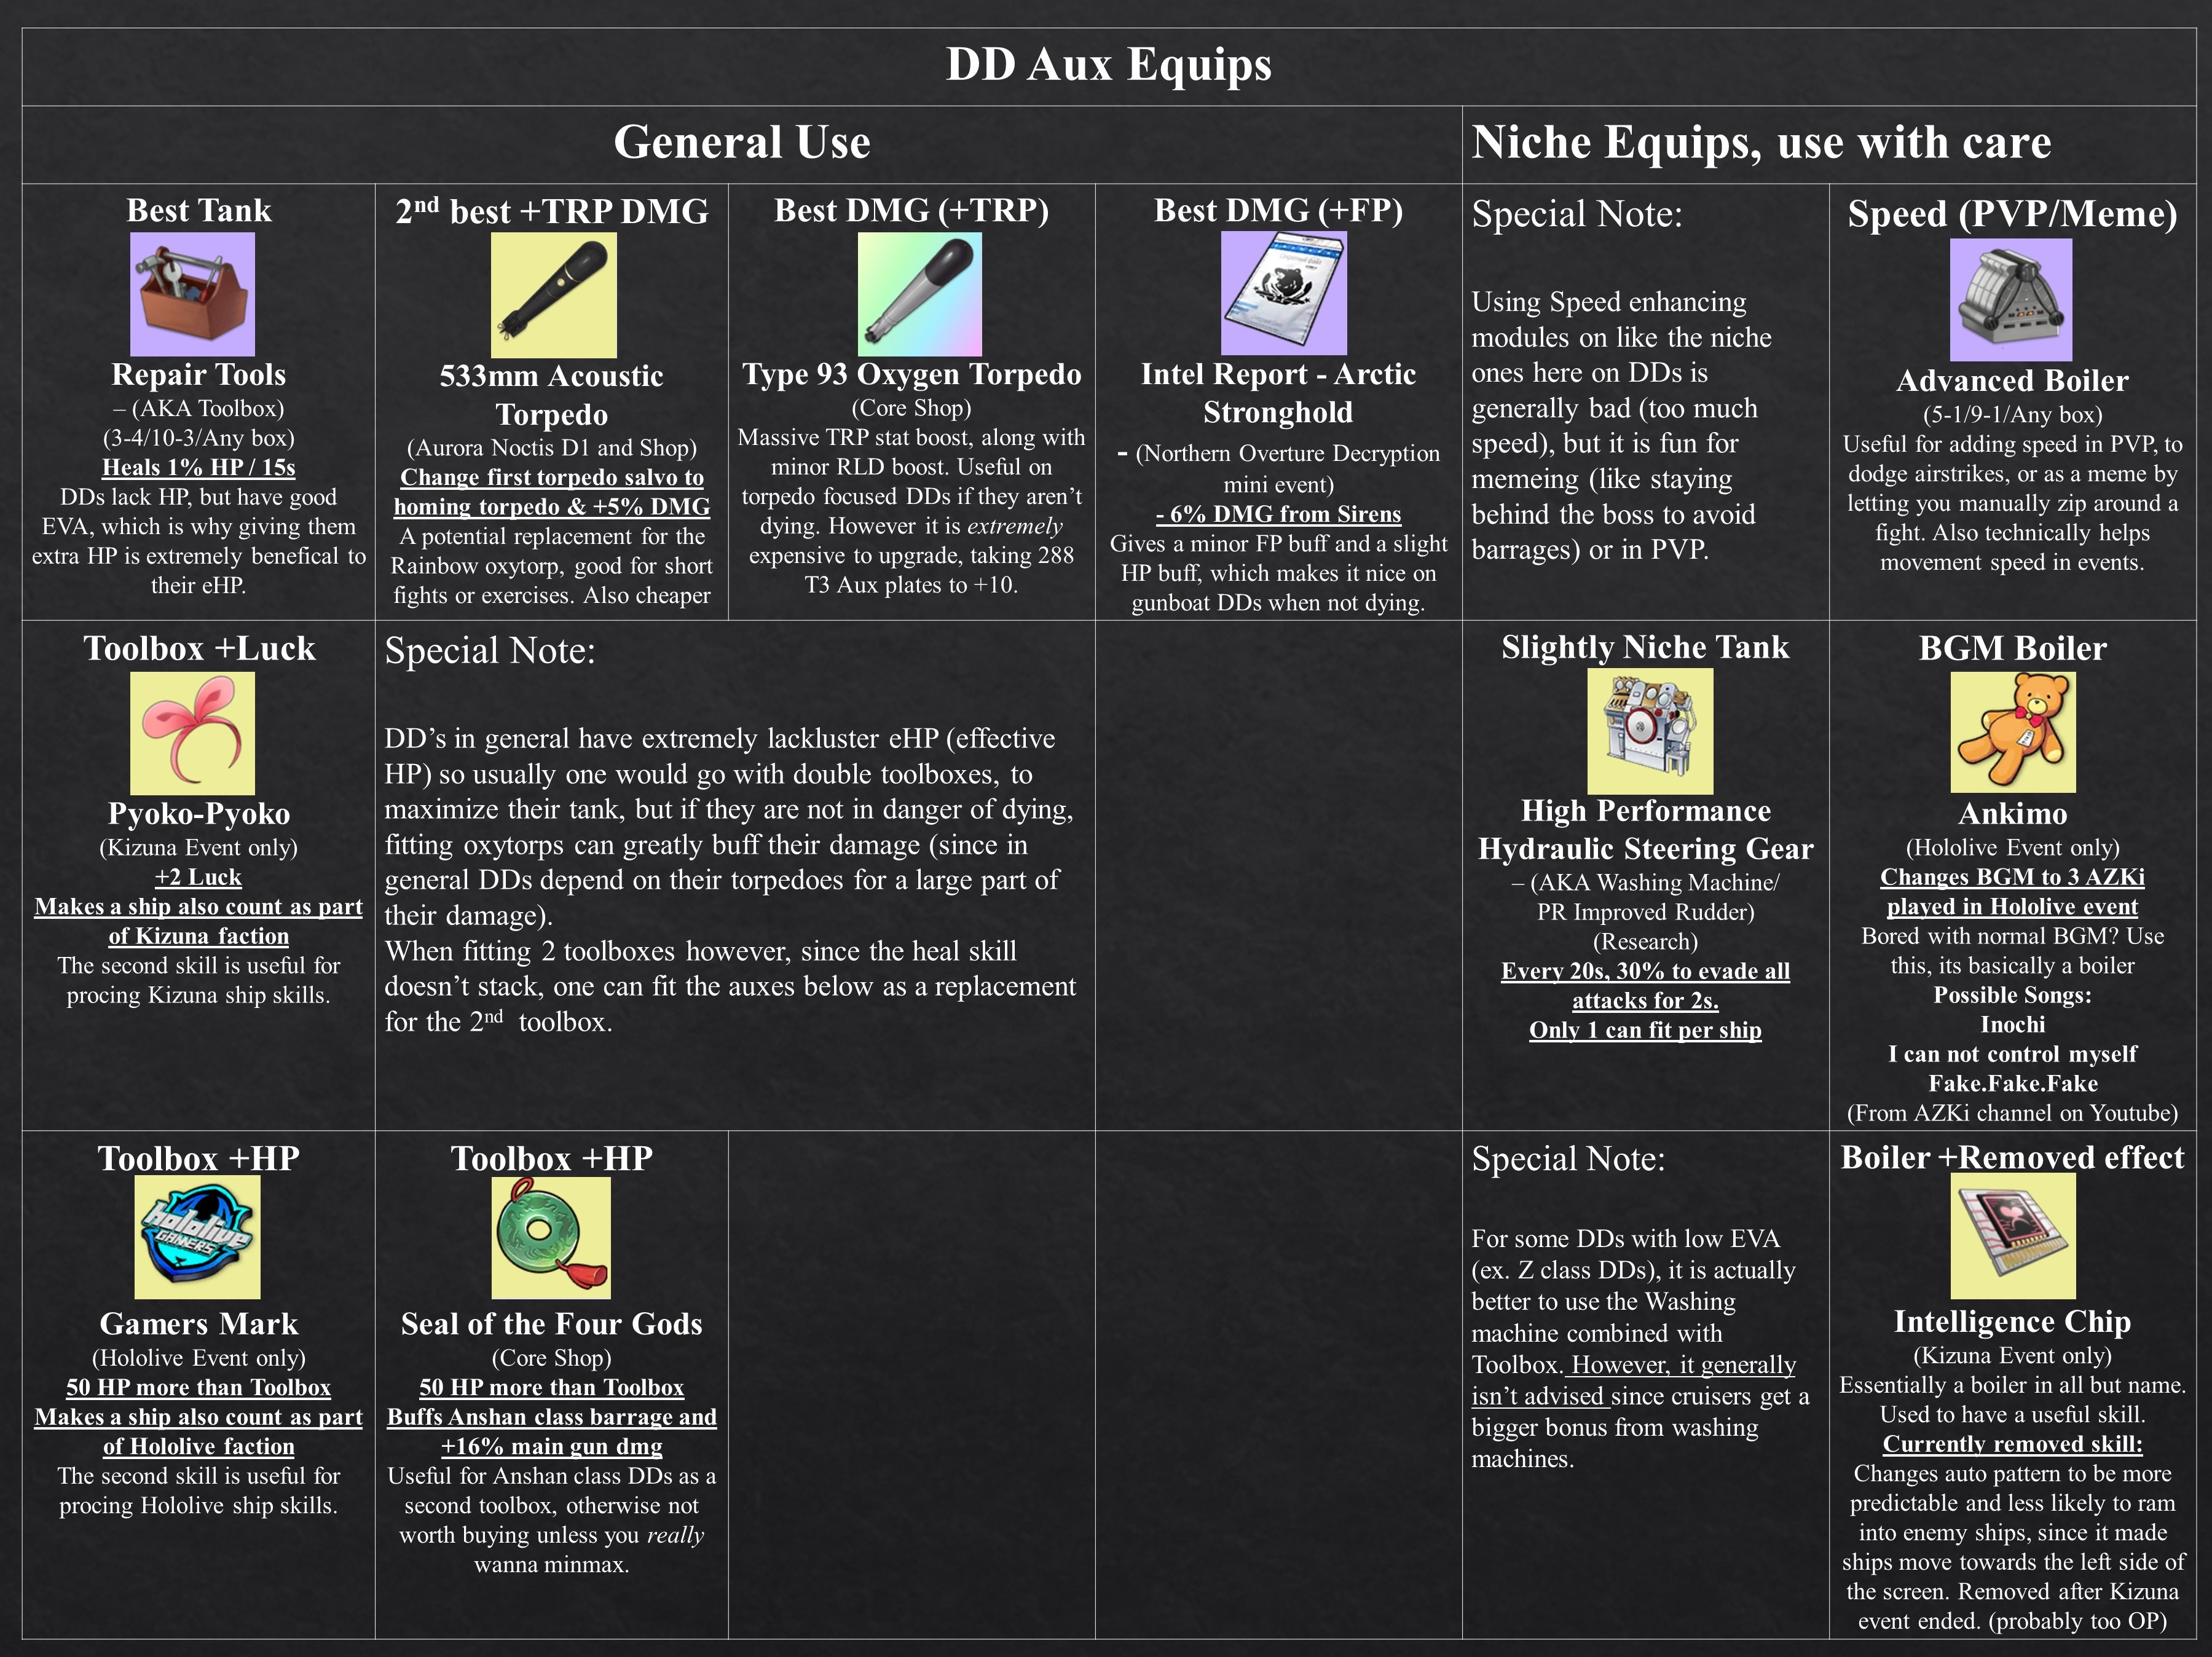 DD Aux Equips
General Use
Niche Equips, use with care
Best Tank
Repair Tools
– (AKA Toolbox)
(3-4/10-3/Any box)
Heals 1% HP / 15s
DDs lack HP, but have good
EVA, which is why giving them
extra HP is extremely benefical to
their eHP.
2nd best +TRP DMG
533mm Acoustic
Torpedo
(Aurora Noctis D1 and Shop)
Change first torpedo salvo to
homing torpedo & +5% DMG
A potential replacement for the
Rainbow oxytorp, good for short
fights or exercises. Also cheaper
Best DMG (+TRP)
Type 93 Oxygen Torpedo
(Core Shop)
Massive TRP stat boost, along with
minor RLD boost. Useful on
torpedo focused DDs if they aren't
dying. However it is extremely
expensive to upgrade, taking 288
T3 Aux plates to +10.
Best DMG (+FP)
Intel Report - Arctic
Stronghold
- (Northern Overture Decryption
mini event)
- 6% DMG from Sirens
Gives a minor FP buff and a slight
HP buff, which makes it nice on
gunboat DDs when not dying.
Special Note:
Using Speed enhancing
modules on like the niche
ones here on DDs is
generally bad (too much
speed), but it is fun for
memeing (like staying
behind the boss to avoid
barrages) or in PVP.
Speed (PVP/Meme)
Advanced Boiler
(5-1/9-1/Any box)
Useful for adding speed in PVP, to
dodge airstrikes, or as a meme by
letting you manually zip around a
fight. Also technically helps
movement speed in events.
Toolbox +Luck
Pyoko-Pyoko
(Kizuna Event only)
+2 Luck
Makes a ship also count as part
of Kizuna faction
The second skill is useful for
procing Kizuna ship skills.
Special Note:
DD's in general have extremely lackluster eHP (effective
HP) so usually one would go with double toolboxes, to
maximize their tank, but if they are not in danger of dying,
fitting oxytorps can greatly buff their damage (since in
general DDs depend on their torpedoes for a large part of
their damage).
When fitting 2 toolboxes however, since the heal skill
doesn't stack, one can fit the auxes below as a replacement
for the 2nd toolbox.
Slightly Niche Tank
High Performance
Hydraulic Steering Gear
– (AKA Washing Machine/
PR Improved Rudder)
(Research)
Every 20s, 30% to evade all
attacks for 2s.
Only 1 can fit per ship
BGM Boiler
Ankimo
(Hololive Event only)
Changes BGM to 3 AZKi
played in Hololive event
Bored with normal BGM? Use
this, its basically a boiler
Possible Songs:
Inochi
I can not control myself
Fake.Fake.Fake
(From AZKi channel on Youtube)
Toolbox +HP
hololive
GAMERS
Gamers Mark
(Hololive Event only)
50 HP more than Toolbox
Makes a ship also count as part
of Hololive faction
The second skill is useful for
procing Hololive ship skills.
Toolbox +HP
Seal of the Four Gods
(Core Shop)
50 HP more than Toolbox
Buffs Anshan class barrage and
+16% main gun dmg
Useful for Anshan class DDs as a
second toolbox, otherwise not
worth buying unless you really
wanna minmax.
Special Note:
For some DDs with low EVA
(ex. Z class DDs), it is actually
better to use the Washing
machine combined with
Toolbox. However, it generally
isn't advised since cruisers get a
bigger bonus from washing
machines.
Boiler +Removed effect
Intelligence Chip
(Kizuna Event only)
Essentially a boiler in all but name.
Used to have a useful skill.
Currently removed skill:
Changes auto pattern to be more
predictable and less likely to ram
into enemy ships, since it made
ships move towards the left side of
the screen. Removed after Kizuna
event ended. (probably too OP)